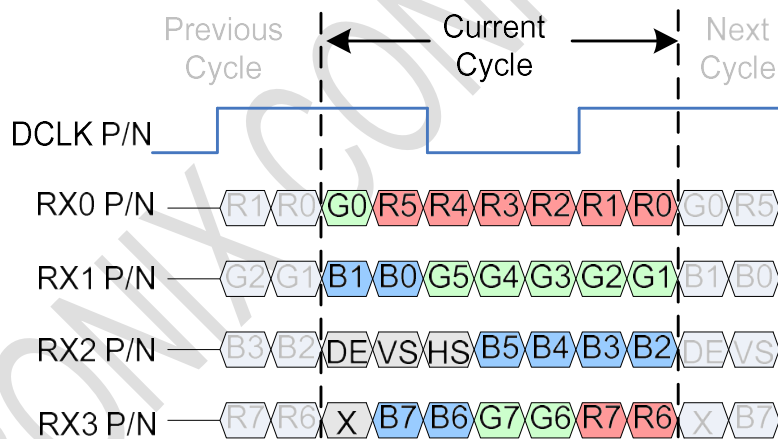 Previous Cycle Current Cycle Next Cycle
DCLK P/N
RX0 P/N R1 R0 G0 R5 R4 R3 R2 R1 R0 G0 R5
RX1 P/N G2 G1 B1 B0 G5 G4 G3 G2 G1 B1 B0
RX2 P/N B3 B2 DE VS HS B5 B4 B3 B2 DE VS
RX3 P/N R7 R6 X B7 B6 G7 G6 R7 R6 X B7